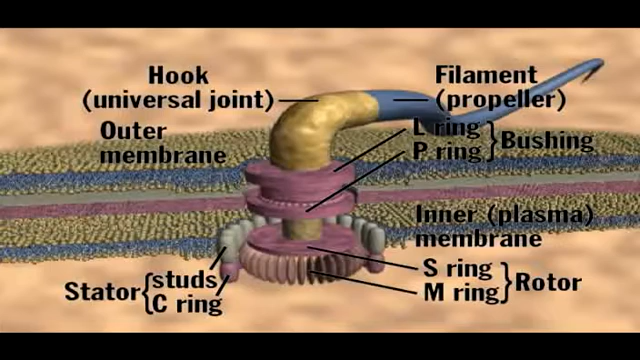 Hook
(universal joint)
Filament
(propeller)
Outer
membrane
L ring
P ring
Bushing
Inner (plasma)
membrane
S ring
M ring
Rotor
Stator
studs
C ring